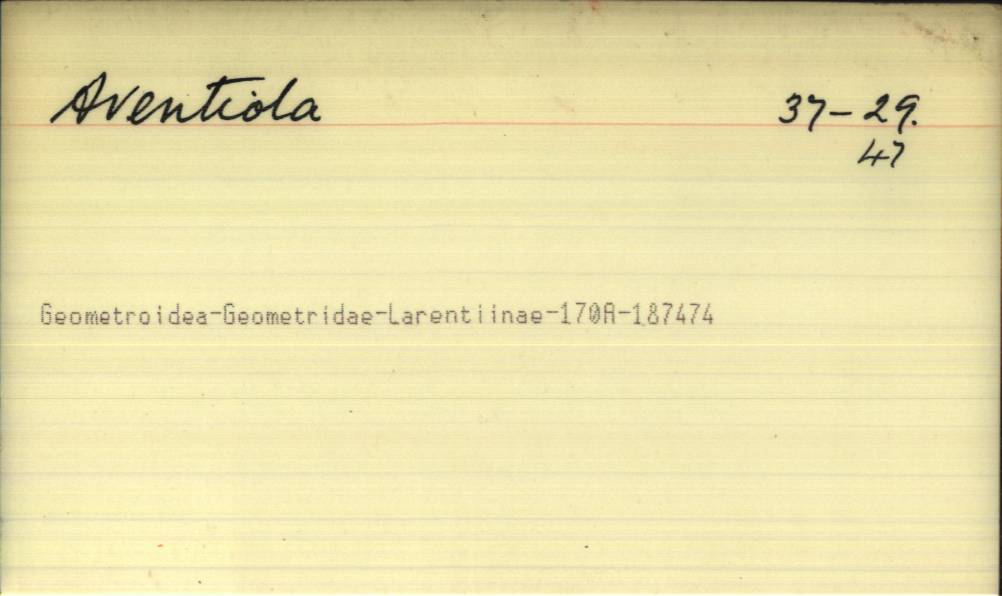 Aventiola 37-29.
47
Geometroidea-Geometridae-Larentiinae-170A-187474